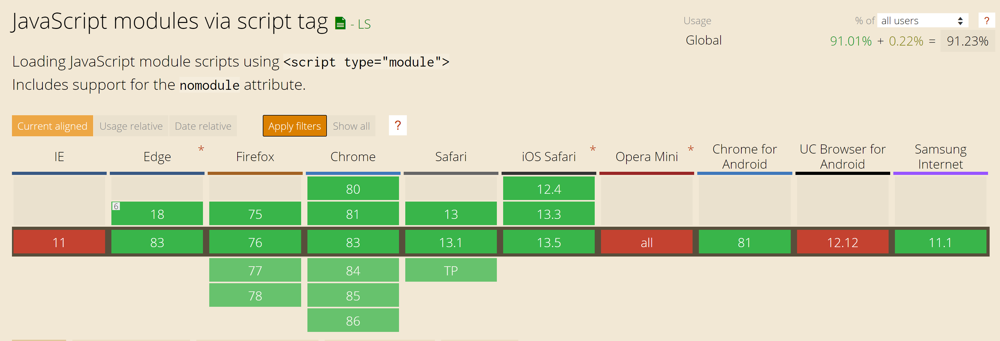 JavaScript modules via script tag - LS
Usage % of all users ?
Global 91.01% + 0.22% = 91.23%
Loading JavaScript module scripts using <script type="module">
Includes support for the nomodule attribute.
Current aligned Usage relative Date relative Apply filters Show all ?
IE Edge * Firefox Chrome Safari iOS Safari * Opera Mini * Chrome for Android UC Browser for Android Samsung Internet
80 12.4
6 18 75 81 13 13.3
11 83 76 83 13.1 13.5 all 81 12.12 11.1
77 84 TP
78 85
86